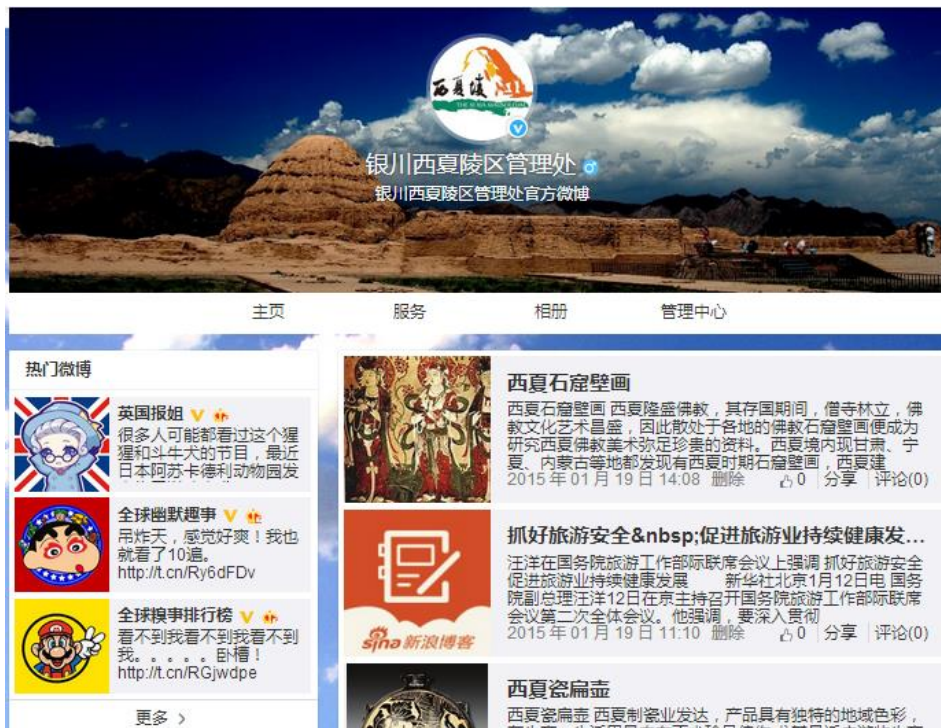 西夏陵
银川西夏陵区管理处
银川西夏陵区管理处官方微博
主页 服务 相册 管理中心
热门微博
英国报姐
很多人可能都看过这个猩
猩和斗牛犬的节目，最近
日本阿苏卡德利动物园发
全球幽默趣事
吊炸天，感觉好爽！我也
就看了10遍。
http://t.cn/Ry6dFDv
全球糗事排行榜
看不到我看不到我看不到
我。。。。。卧槽！
http://t.cn/RGjwdpe
更多 >
西夏石窟壁画
西夏石窟壁画 西夏隆盛佛教，其存国期间，僧寺林立，佛
教文化艺术昌盛，因此散处于各地的佛教石窟壁画便成为
研究西夏佛教美术弥足珍贵的资料。西夏境内现甘肃、宁
夏、内蒙古等地都发现有西夏时期石窟壁画，西夏建
2015 年 01 月 19 日 14:08 删除 0 分享 评论(0)
抓好旅游安全&nbsp;促进旅游业持续健康发...
汪洋在国务院旅游工作部际联席会议上强调 抓好旅游安全
促进旅游业持续健康发展 新华社北京1月12日电 国务
院副总理汪洋12日在京主持召开国务院旅游工作部际联席
会议第二次全体会议。他强调，要深入贯彻
2015 年 01 月 19 日 11:10 删除 0 分享 评论(0)
sina 新浪博客
西夏瓷扁壶
西夏瓷扁壶 西夏制瓷业发达，产品具有独特的地域色彩，